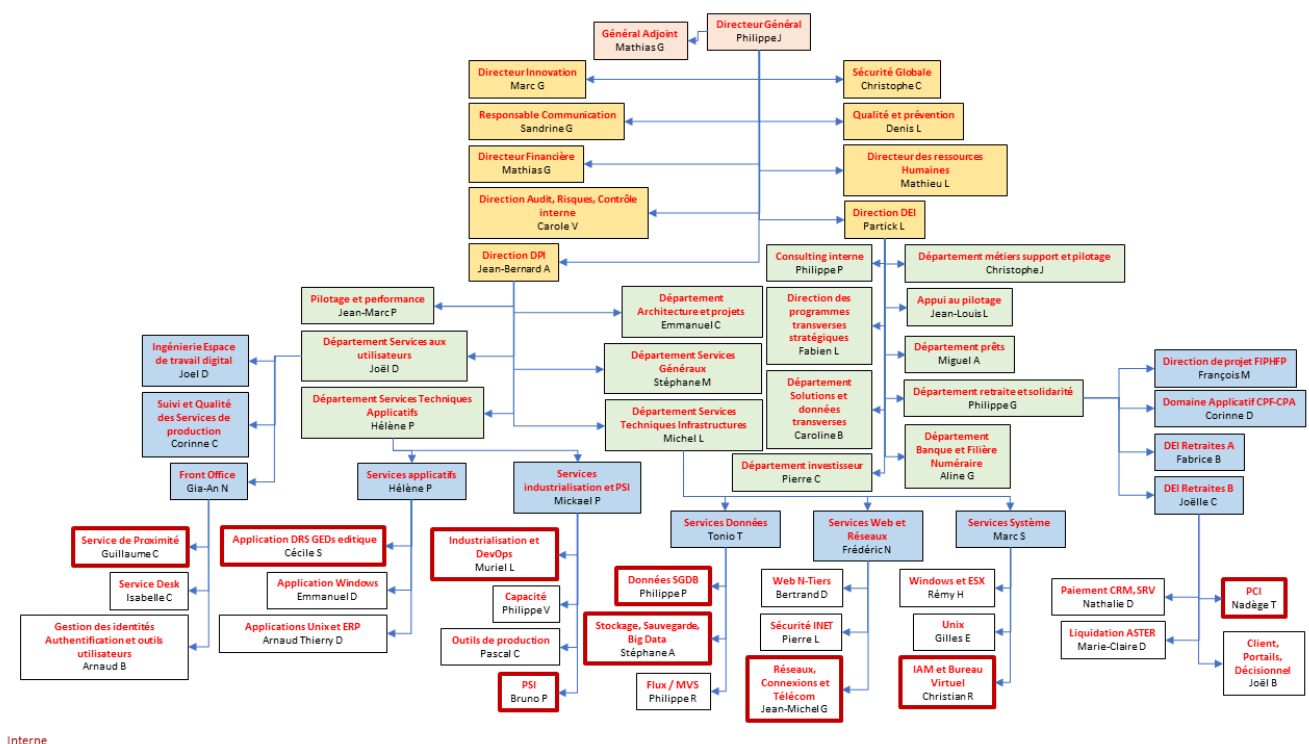 Directeur Général
Philippe J
Général Adjoint
Mathias G
Directeur Innovation
Marc G
Sécurité Globale
Christophe C
Responsable Communication
Sandrine G
Qualité et prévention
Denis L
Directeur Financière
Mathias G
Directeur des ressources
Humaines
Mathieu L
Direction Audit, Risques, Contrôle
interne
Carole V
Direction DEI
Partick L
Direction DPI
Jean-Bernard A
Consulting interne
Philippe P
Département métiers support et pilotage
Christophe J
Pilotage et performance
Jean-Marc P
Département
Architecture et projets
Emmanuel C
Direction des
programmes
transverses
stratégiques
Fabien L
Appui au pilotage
Jean-Louis L
Ingénierie Espace
de travail digital
Joel D
Département Services aux
utilisateurs
Joël D
Département Services
Généraux
Stéphane M
Département prêts
Miguel A
Direction de projet FIPHFP
François M
Suivi et Qualité
des Services de
production
Corinne C
Département Services Techniques
Applicatifs
Hélène P
Département Services
Techniques Infrastructures
Michel L
Département
Solutions et
données
transverses
Caroline B
Département retraite et solidarité
Philippe G
Domaine Applicatif CPF-CPA
Corinne D
Département
Banque et Filière
Numéraire
Aline G
DEI Retraites A
Fabrice B
Front Office
Gia-An N
Services applicatifs
Hélène P
Services
industrialisation et PSI
Mickael P
Département investisseur
Pierre C
DEI Retraites B
Joëlle C
Services Données
Tonio T
Services Web et
Réseaux
Frédéric N
Services Système
Marc S
Service de Proximité
Guillaume C
Application DRS GEDs editique
Cécile S
Industrialisation et
DevOps
Muriel L
Données SGDB
Philippe P
Web N-Tiers
Bertrand D
Windows et ESX
Rémy H
Paiement CRM, SRV
Nathalie D
PCI
Nadège T
Service Desk
Isabelle C
Application Windows
Emmanuel D
Capacité
Philippe V
Stockage, Sauvegarde,
Big Data
Stéphane A
Sécurité INET
Pierre L
Unix
Gilles E
Liquidation ASTER
Marie-Claire D
Client,
Portails,
Décisionnel
Joël B
Gestion des identités
Authentification et outils
utilisateurs
Arnaud B
Applications Unix et ERP
Arnaud Thierry D
Outils de production
Pascal C
PSI
Bruno P
Flux / MVS
Philippe R
Réseaux,
Connexions et
Télécom
Jean-Michel G
IAM et Bureau
Virtuel
Christian R
Interne